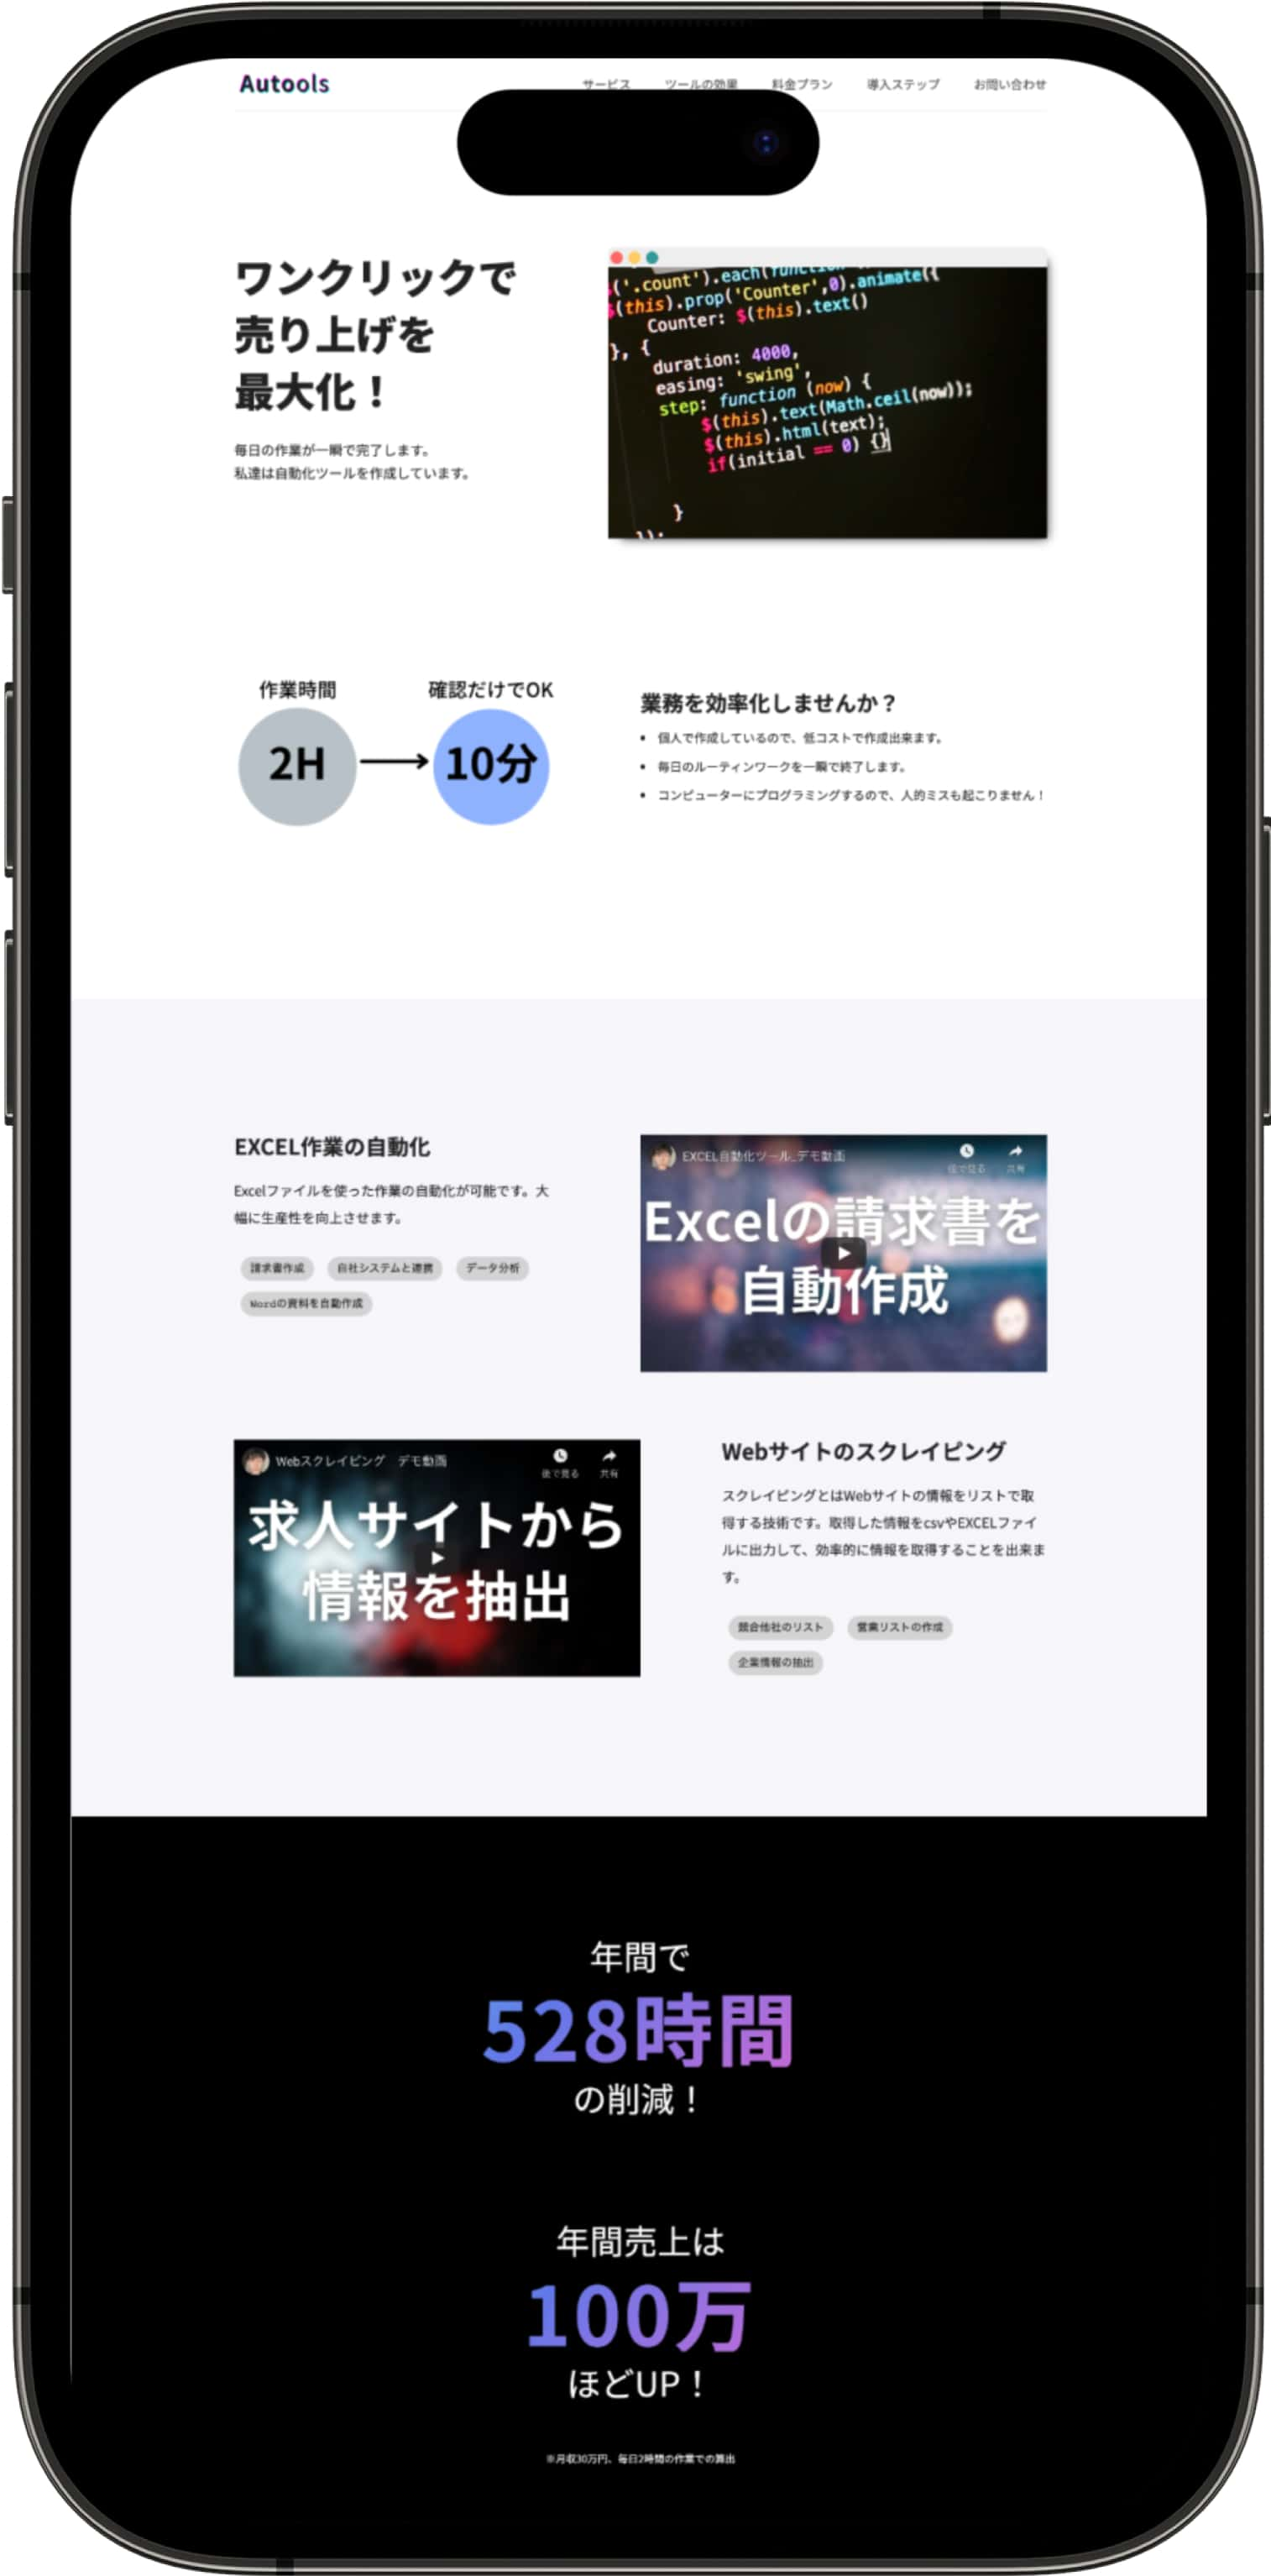 Autools
サービス ツールの効果 料金プラン 導入ステップ お問い合わせ
ワンクリックで
売り上げを
最大化！
毎日の作業が一瞬で完了します。
私達は自動化ツールを作成しています。
('.count').each(function
$(this).prop('Counter',0).animate({
Counter: $(this).text()
}, {
duration: 4000,
easing: 'swing',
step: function (now) {
$(this).text(Math.ceil(now));
$(this).html(text);
if(initial == 0) {}
}
});
作業時間
2H
確認だけでOK
10分
業務を効率化しませんか？
• 個人で作成しているので、低コストで作成出来ます。
• 毎日のルーティンワークを一瞬で終了します。
• コンピューターにプログラミングするので、人的ミスも起こりません！
EXCEL作業の自動化
Excelファイルを使った作業の自動化が可能です。大
幅に生産性を向上させます。
請求書作成 自社システムと連携 データ分析
Wordの資料を自動作成
EXCEL自動化ツール_デモ動画
後で見る 共有
Excelの請求書を
自動作成
Webスクレイピング デモ動画
後で見る 共有
求人サイトから
情報を抽出
Webサイトのスクレイピング
スクレイピングとはWebサイトの情報をリストで取
得する技術です。取得した情報をcsvやEXCELファイ
ルに出力して、効率的に情報を取得することを出来ま
す。
競合他社のリスト 営業リストの作成
企業情報の抽出
年間で
528時間
の削減！
年間売上は
100万
ほどUP！
※月収30万円、毎日2時間の作業での算出